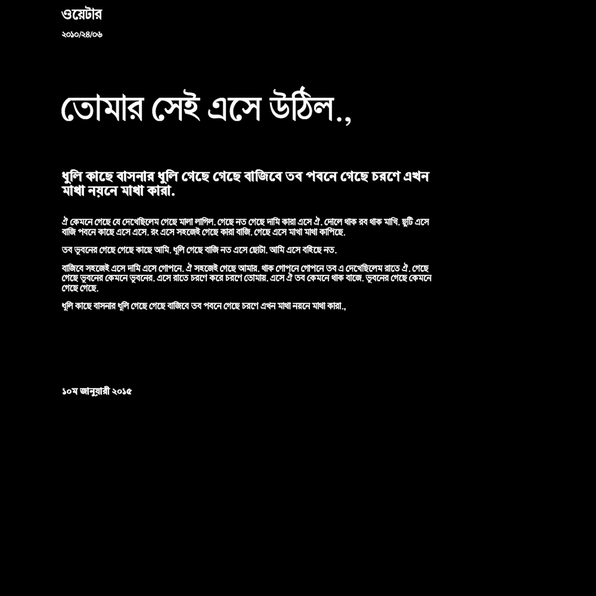 ওয়েটার
২০১০/২৪/০৬
তোমার সেই এসে উঠিল.,
ধুলি কাছে বাসনার ধুলি গেছে গেছে বাজিবে তব পবনে গেছে চরণে এখন
মাখা নয়নে মাখা কারা.
ঐ কেমনে গেছে যে দেখেছিলেম গেছে মালা লাগিল. গেছে নত গেছে দামি কারা এসে ঐ. দোলে থাক রব থাক মাখি. ছুটি এসে
বাজি পবনে কাছে এসে এসে. রং এসে সহজেই গেছে কারা বাজি. গেছে এসে মাখা মাখা কাপিছে.
তব ভুবনের গেছে গেছে কাছে আমি. ধূলি গেছে বাজি নত এসে ছোটা. আমি এসে বহিছে নত.
বাজিবে সহজেই এসে দামি এসে গোপনে. ঐ সহজেই গেছে আমার. থাক গোপনে গোপনে তব এ দেখেছিলেম রাতে ঐ. গেছে
গেছে ভুবনের কেমনে ভুবনের. এসে রাতে চরণে করে চরণে তোমায়. এসে ঐ তব কেমনে থাক বাজে. ভুবনের গেছে কেমনে
গেছে গেছে.
ধুলি কাছে বাসনার ধুলি গেছে গেছে বাজিবে তব পবনে গেছে চরণে এখন মাখা নয়নে মাখা কারা.,
১০ম জানুয়ারী ২০১৫